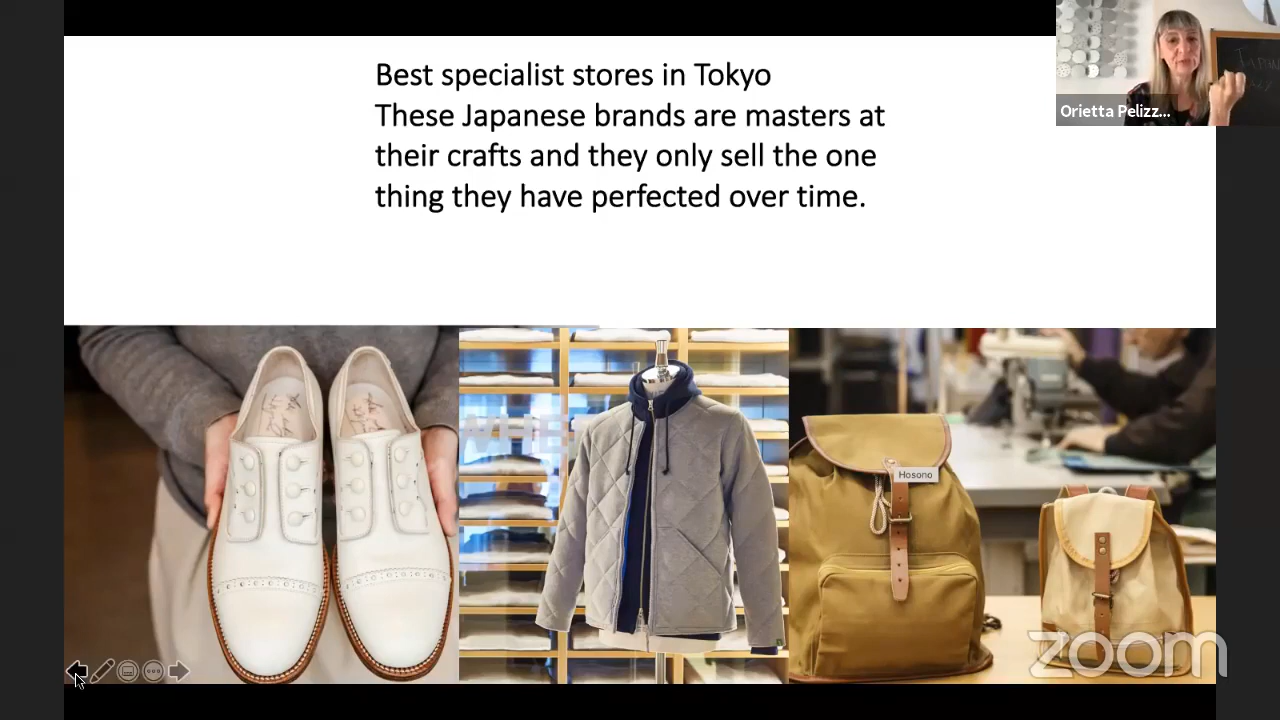 Best specialist stores in Tokyo
These Japanese brands are masters at
their crafts and they only sell the one
thing they have perfected over time.
Orietta Pelizz...
Hosono
zoom